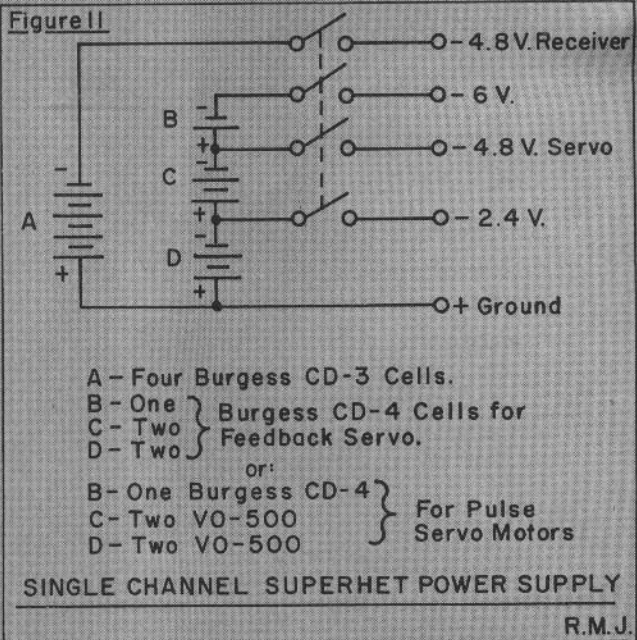 Figure II
- 4.8 V. Receiver
- 6 V.
B
- 4.8 V. Servo
C
A
- 2.4 V.
D
+ Ground
A - Four Burgess CD-3 Cells.
B - One
C - Two
D - Two
Burgess CD-4 Cells for
Feedback Servo.
or:
B - One Burgess CD-4
C - Two VO-500
D - Two VO-500
For Pulse
Servo Motors
SINGLE CHANNEL SUPERHET POWER SUPPLY
R.M.J.